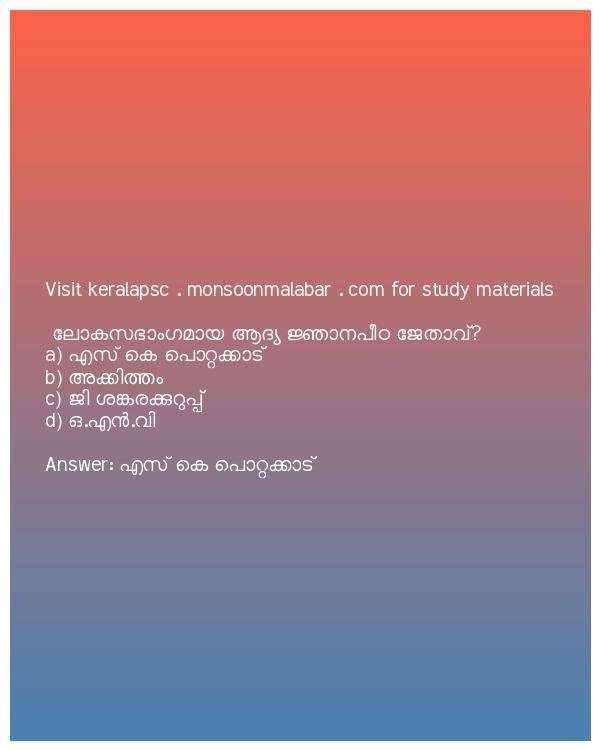 Visit keralapsc . monsoonmalabar . com for study materials
ലോകസഭാംഗമായ ആദ്യ ജ്ഞാനപീഠ ജേതാവ്?
a) എസ് കെ പൊറ്റക്കാട്
b) അക്കിത്തം
c) ജി ശങ്കരക്കുറുപ്പ്
d) ഒ.എൻ.വി
Answer: എസ് കെ പൊറ്റക്കാട്